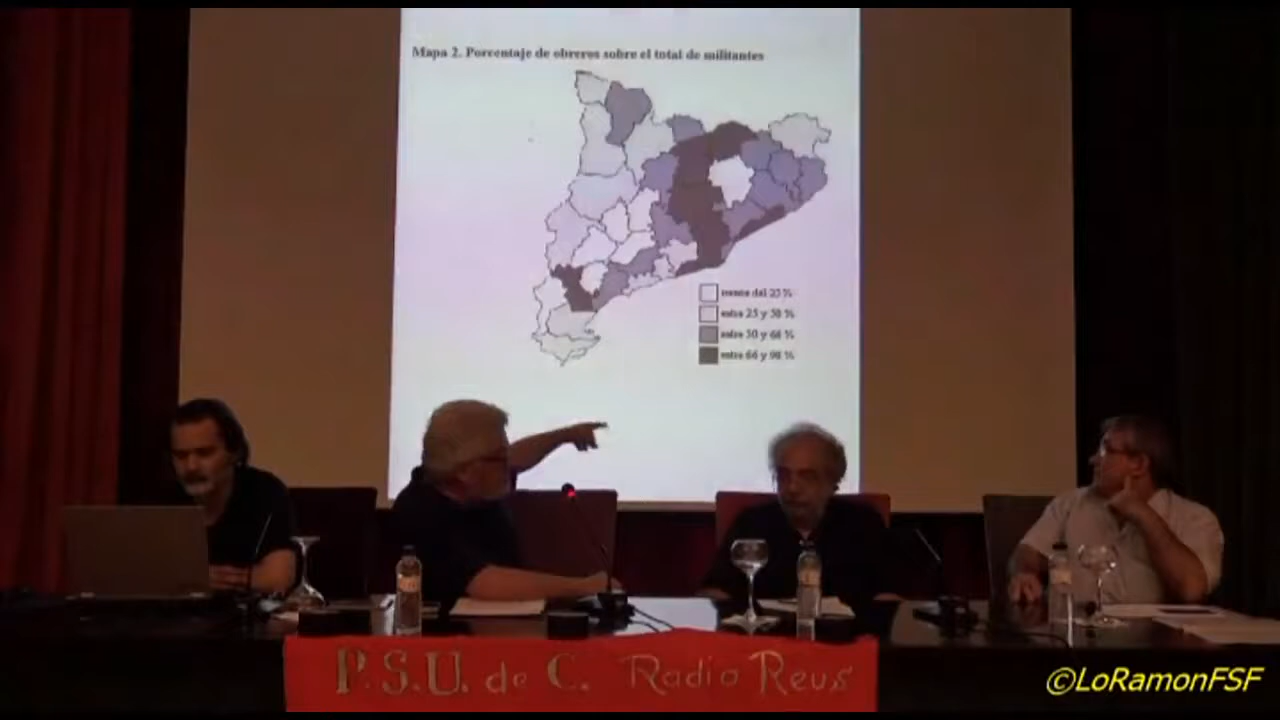 Mapa 2. Porcentaje de obreros sobre el total de militantes
menos del 25 %
entre 25 y 50 %
entre 50 y 66 %
entre 66 y 98 %
P.S.U. de C. Radio Reus
©LoRamonFSF